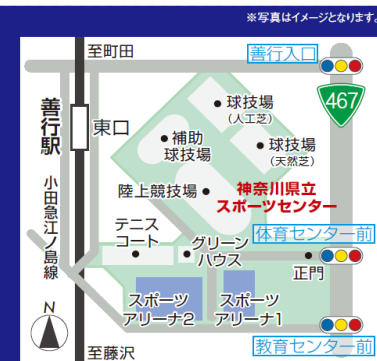 ※写真はイメージとなります。
至町田
善行入口
467
善行駅
東口
小田急江ノ島線
球技場
(人工芝)
補助
球技場
球技場
(天然芝)
陸上競技場
神奈川県立
スポーツセンター
テニス
コート
グリーン
ハウス
体育センター前
正門
スポーツ
アリーナ2
スポーツ
アリーナ1
N
至藤沢
教育センター前